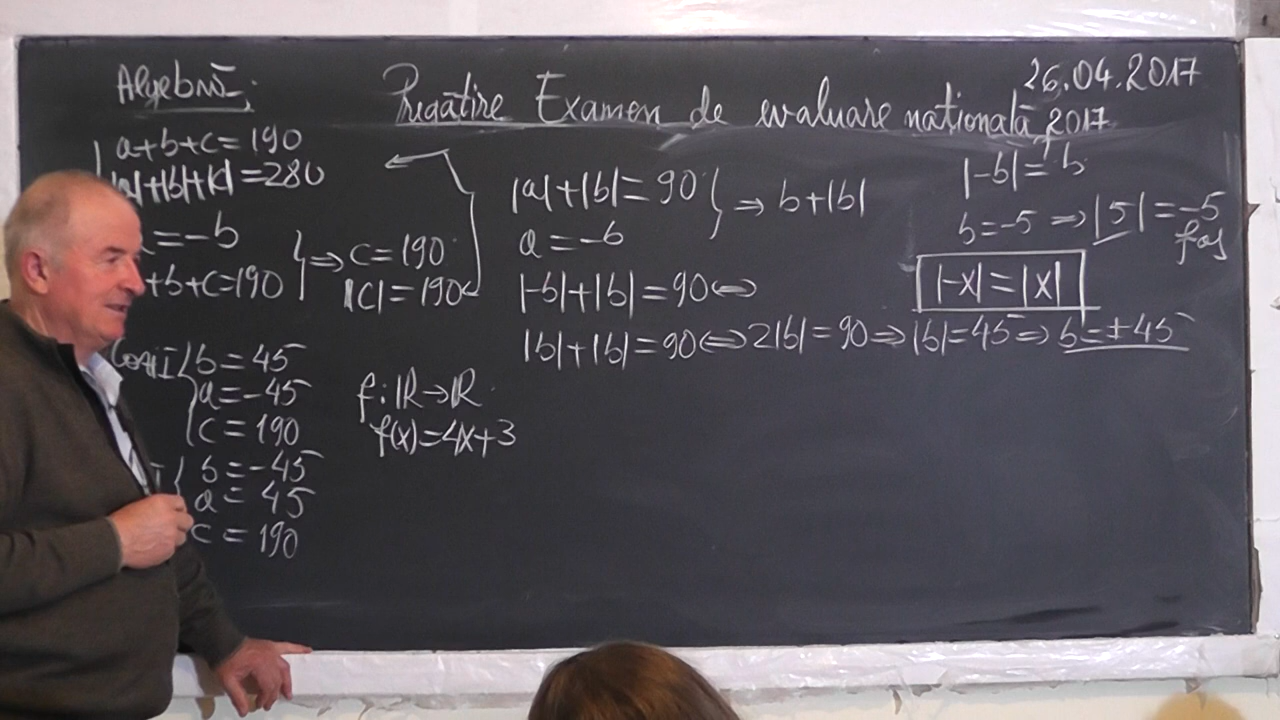 Algebră:
Pregătire Examen de evaluare națională 2017
26.04.2017
a+b+c=190
|a|+|b|+|c|=280
=-b
+b+c=190
} ⇒ c=190
|c|=190
|a|+|b|=90 } ⇒ b+|b|
a=-b
|-b|+|b|=90 ⇔
|b|+|b|=90 ⇔ 2|b|=90 ⇒ |b|=45 ⇒ b=±45
|-b|= b
b=-5 ⇒ |5|=-5
fals
|-x|=|x|
Cazul I { b=45
a=-45
c=190
I { b=-45
a=45
c=190
f:ℝ→ℝ
f(x)=4x+3